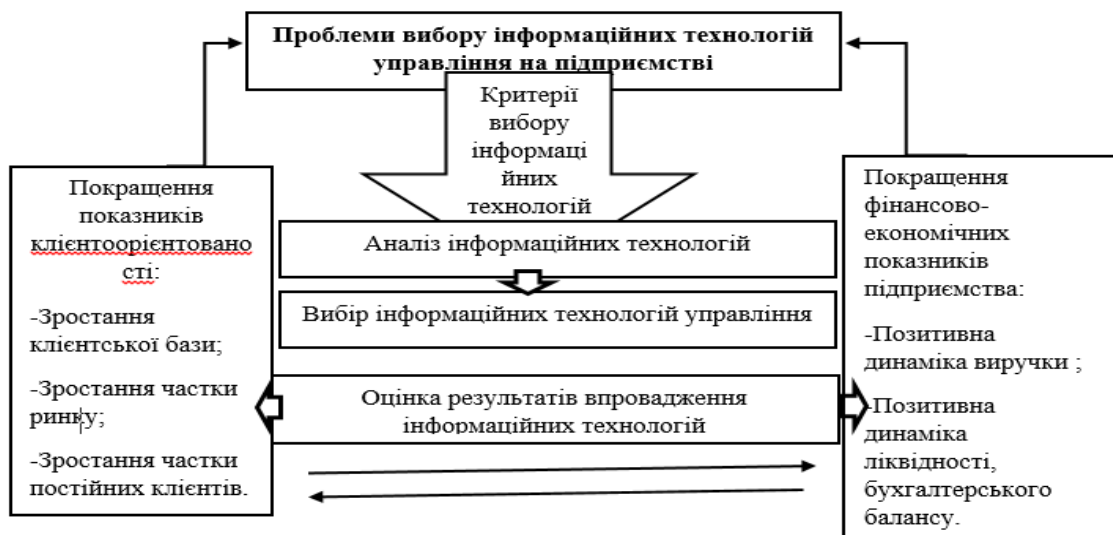 Проблеми вибору інформаційних технологій
управління на підприємстві
Критерії
вибору
інформаці
йних
технологій
Покращення
показників
клієнтоорієнтовано
сті:
-Зростання
клієнтської бази;
-Зростання частки
ринку;
-Зростання частки
постійних клієнтів.
Аналіз інформаційних технологій
Вибір інформаційних технологій управління
Оцінка результатів впровадження
інформаційних технологій
Покращення
фінансово-
економічних
показників
підприємства:
-Позитивна
динаміка виручки ;
-Позитивна
динаміка
ліквідності,
бухгалтерського
балансу.